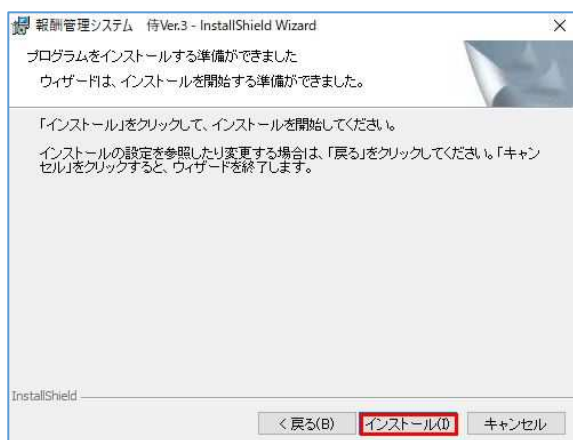 報酬管理システム 侍Ver.3 - InstallShield Wizard
プログラムをインストールする準備ができました
ウィザードは、インストールを開始する準備ができました。
「インストール」をクリックして、インストールを開始してください。
インストールの設定を参照したり変更する場合は、「戻る」をクリックしてください。「キャン
セル」をクリックすると、ウィザードを終了します。
InstallShield
< 戻る(B) インストール(I) キャンセル